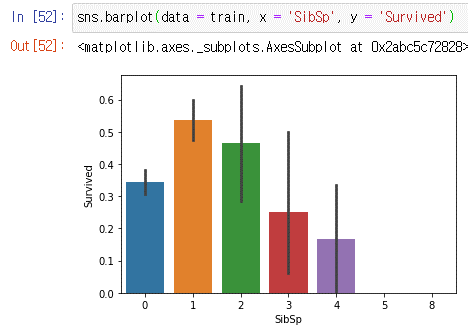 In [52]: sns.barplot(data = train, x = 'SibSp', y = 'Survived')
Out[52]: <matplotlib.axes._subplots.AxesSubplot at 0x2abc5c72828>
0.6
0.5
0.4
0.3
0.2
0.1
0.0
Survived
0 1 2 3 4 5 8
SibSp